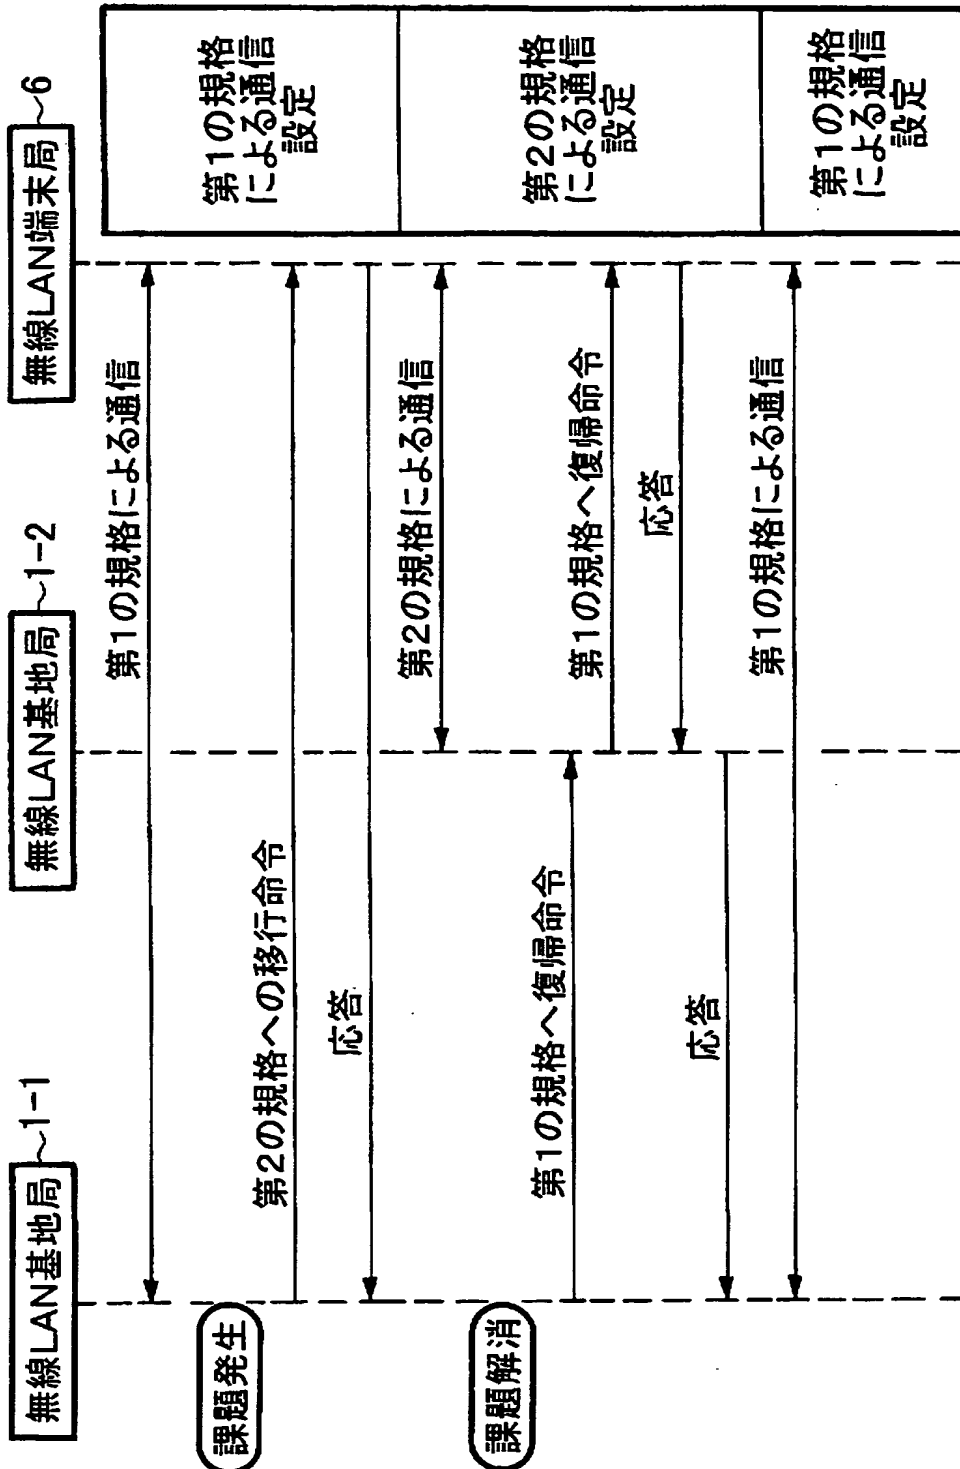 無線LAN基地局
1-1
無線LAN基地局
1-2
無線LAN端末局
6
第1の規格による通信
課題発生
第2の規格への移行命令
応答
第2の規格による通信
課題解消
第1の規格へ復帰命令
第1の規格へ復帰命令
応答
応答
第1の規格による通信
第1の規格
による通信
設定
第2の規格
による通信
設定
第1の規格
による通信
設定